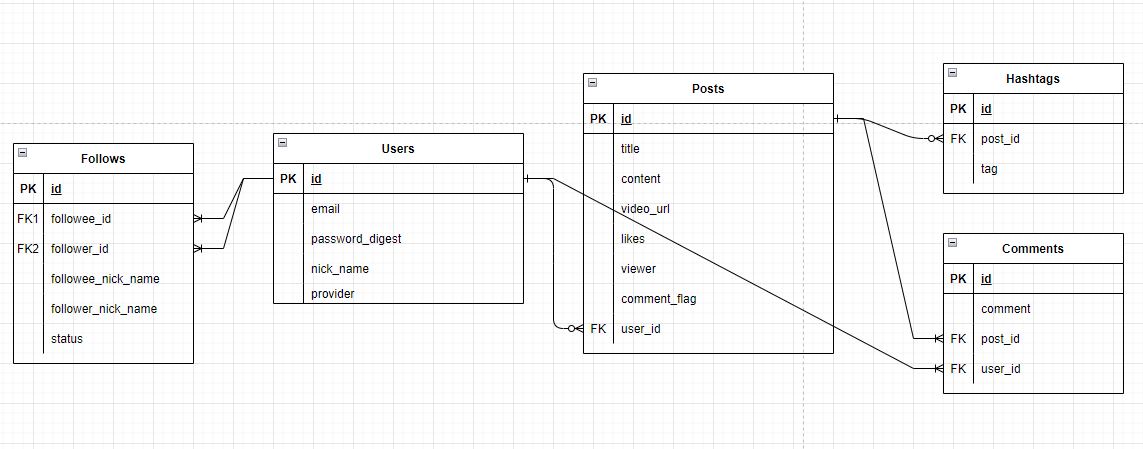 Follows
PK id
FK1 followee_id
FK2 follower_id
followee_nick_name
follower_nick_name
status
Users
PK id
email
password_digest
nick_name
provider
Posts
PK id
title
content
video_url
likes
viewer
comment_flag
FK user_id
Hashtags
PK id
FK post_id
tag
Comments
PK id
comment
FK post_id
FK user_id